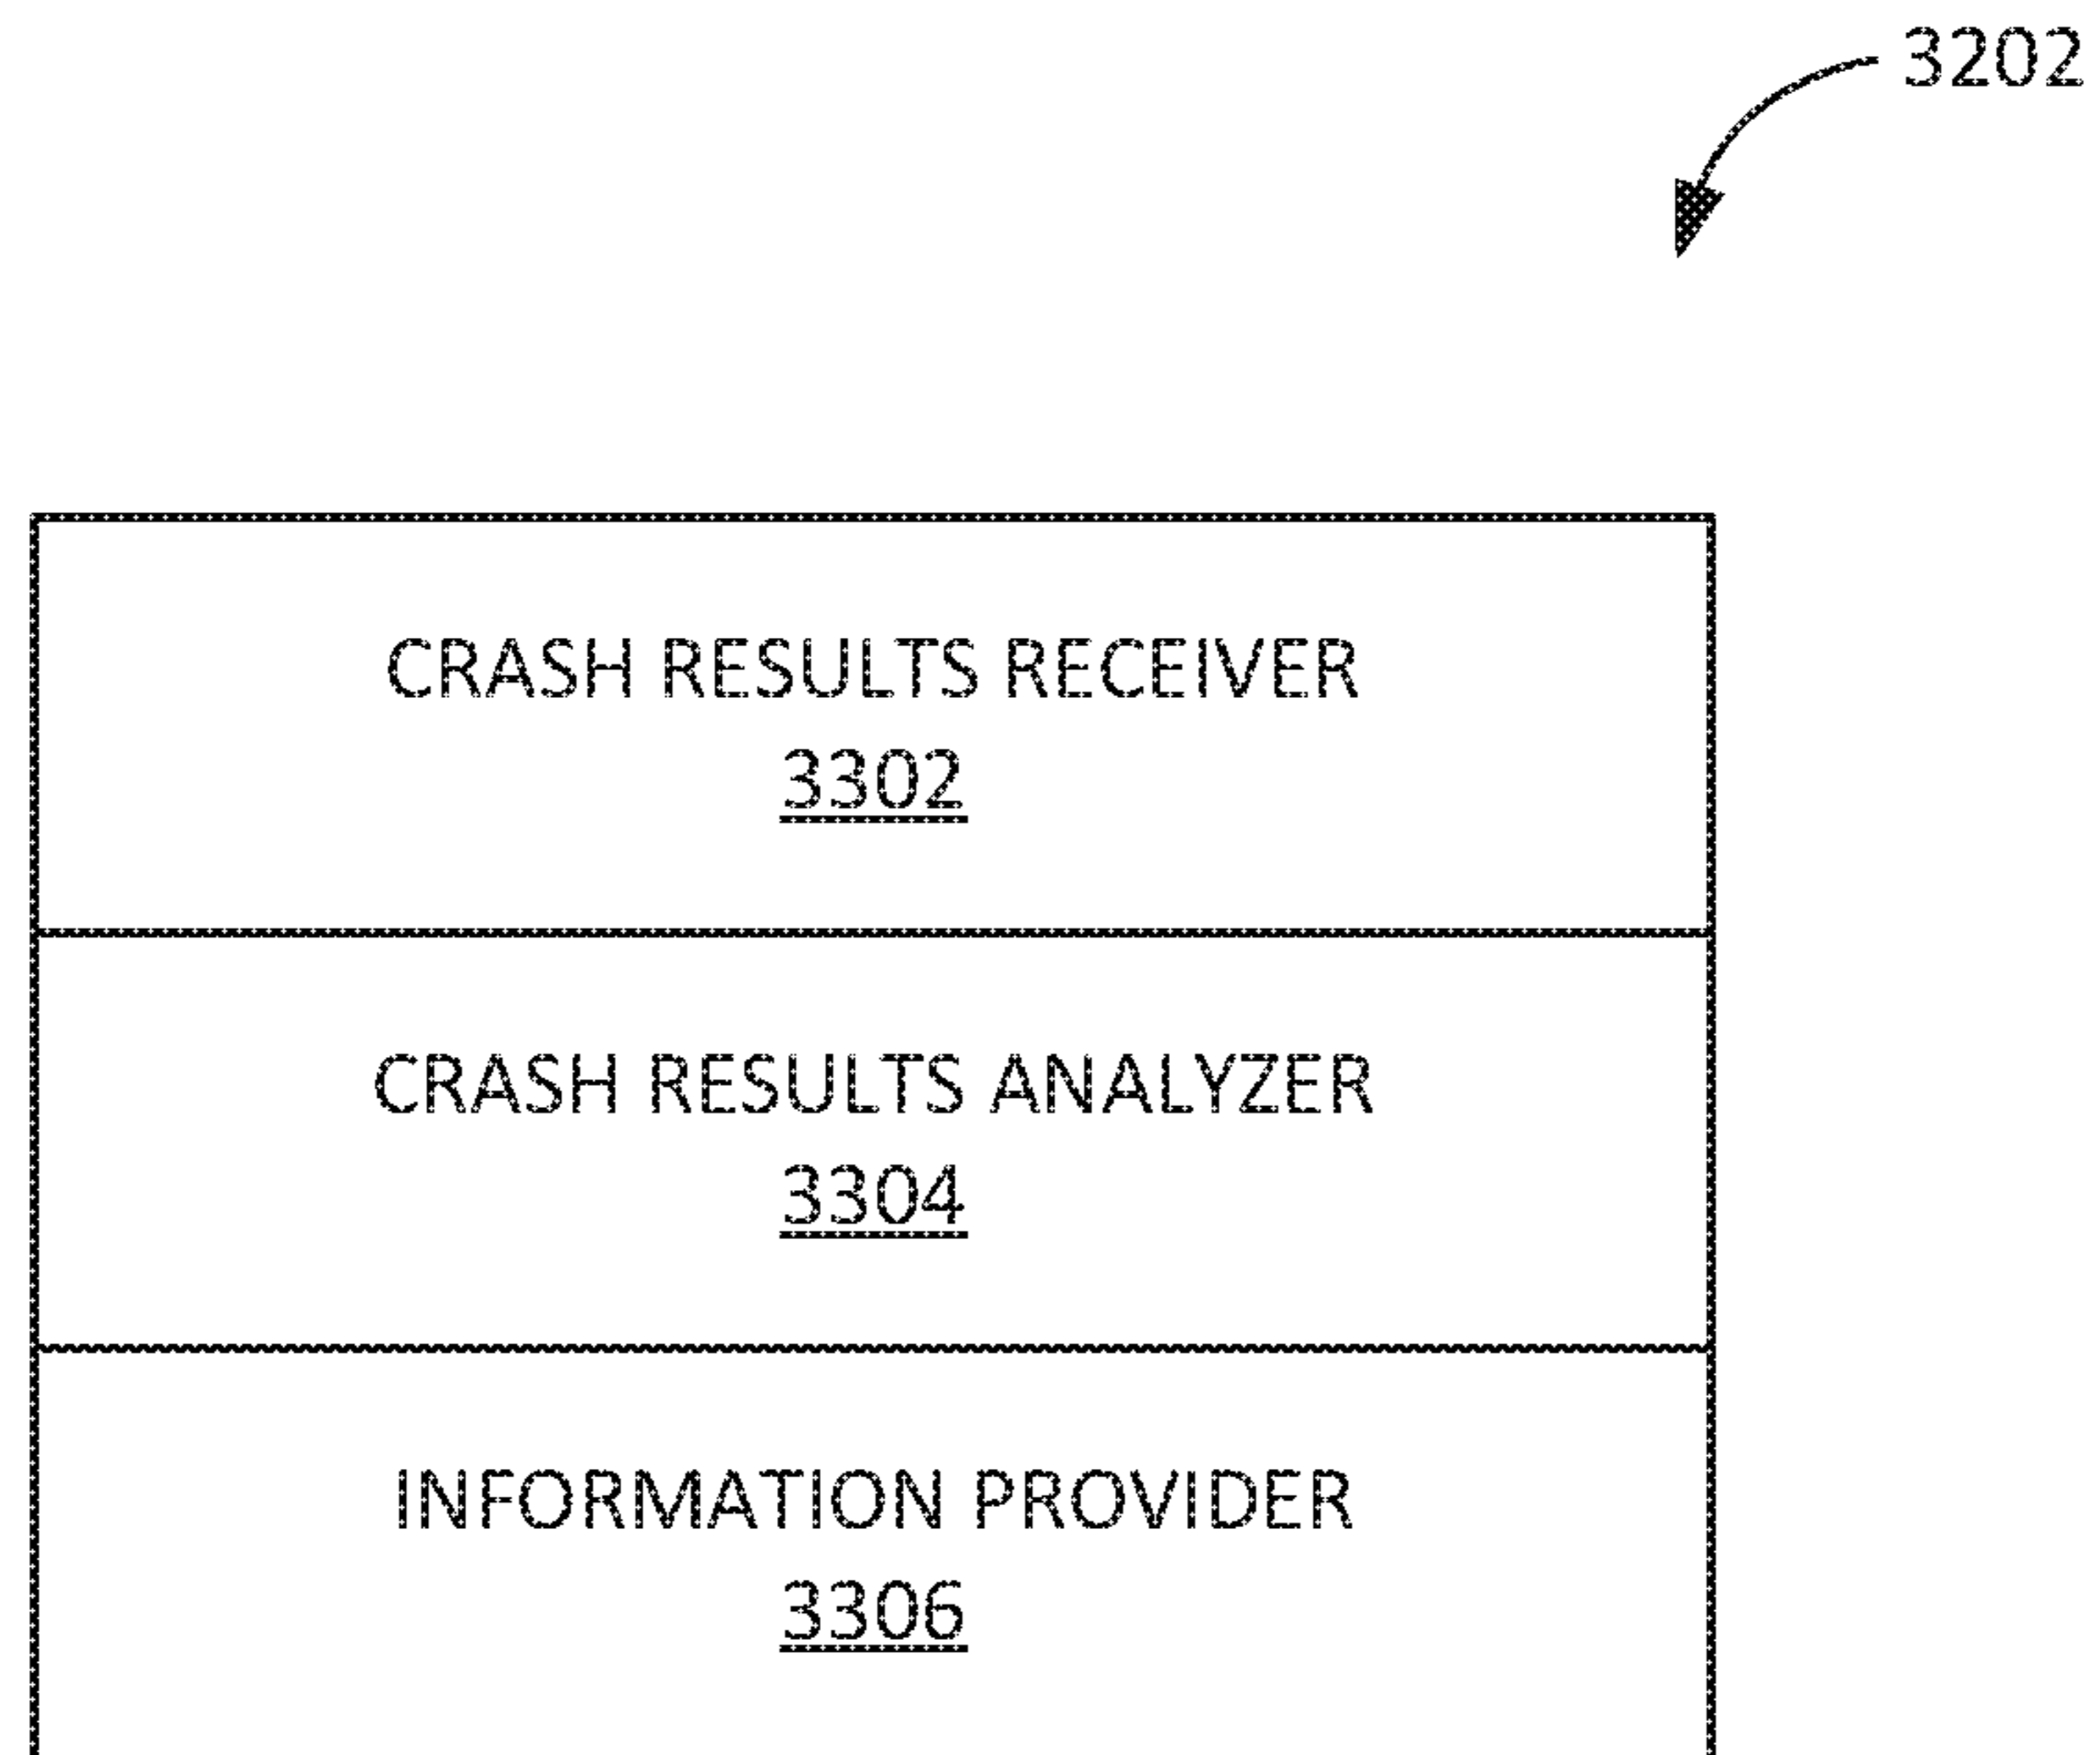 3202
CRASH RESULTS RECEIVER
3302
CRASH RESULTS ANALYZER
3304
INFORMATION PROVIDER
3306